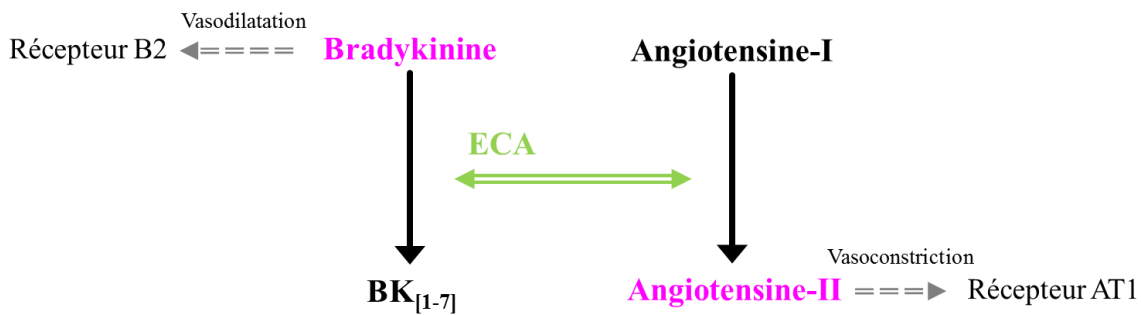 Vasodilatation
Récepteur B2 Bradykinine Angiotensine-I
ECA
Vasoconstriction
BK[1-7] Angiotensine-II Récepteur AT1